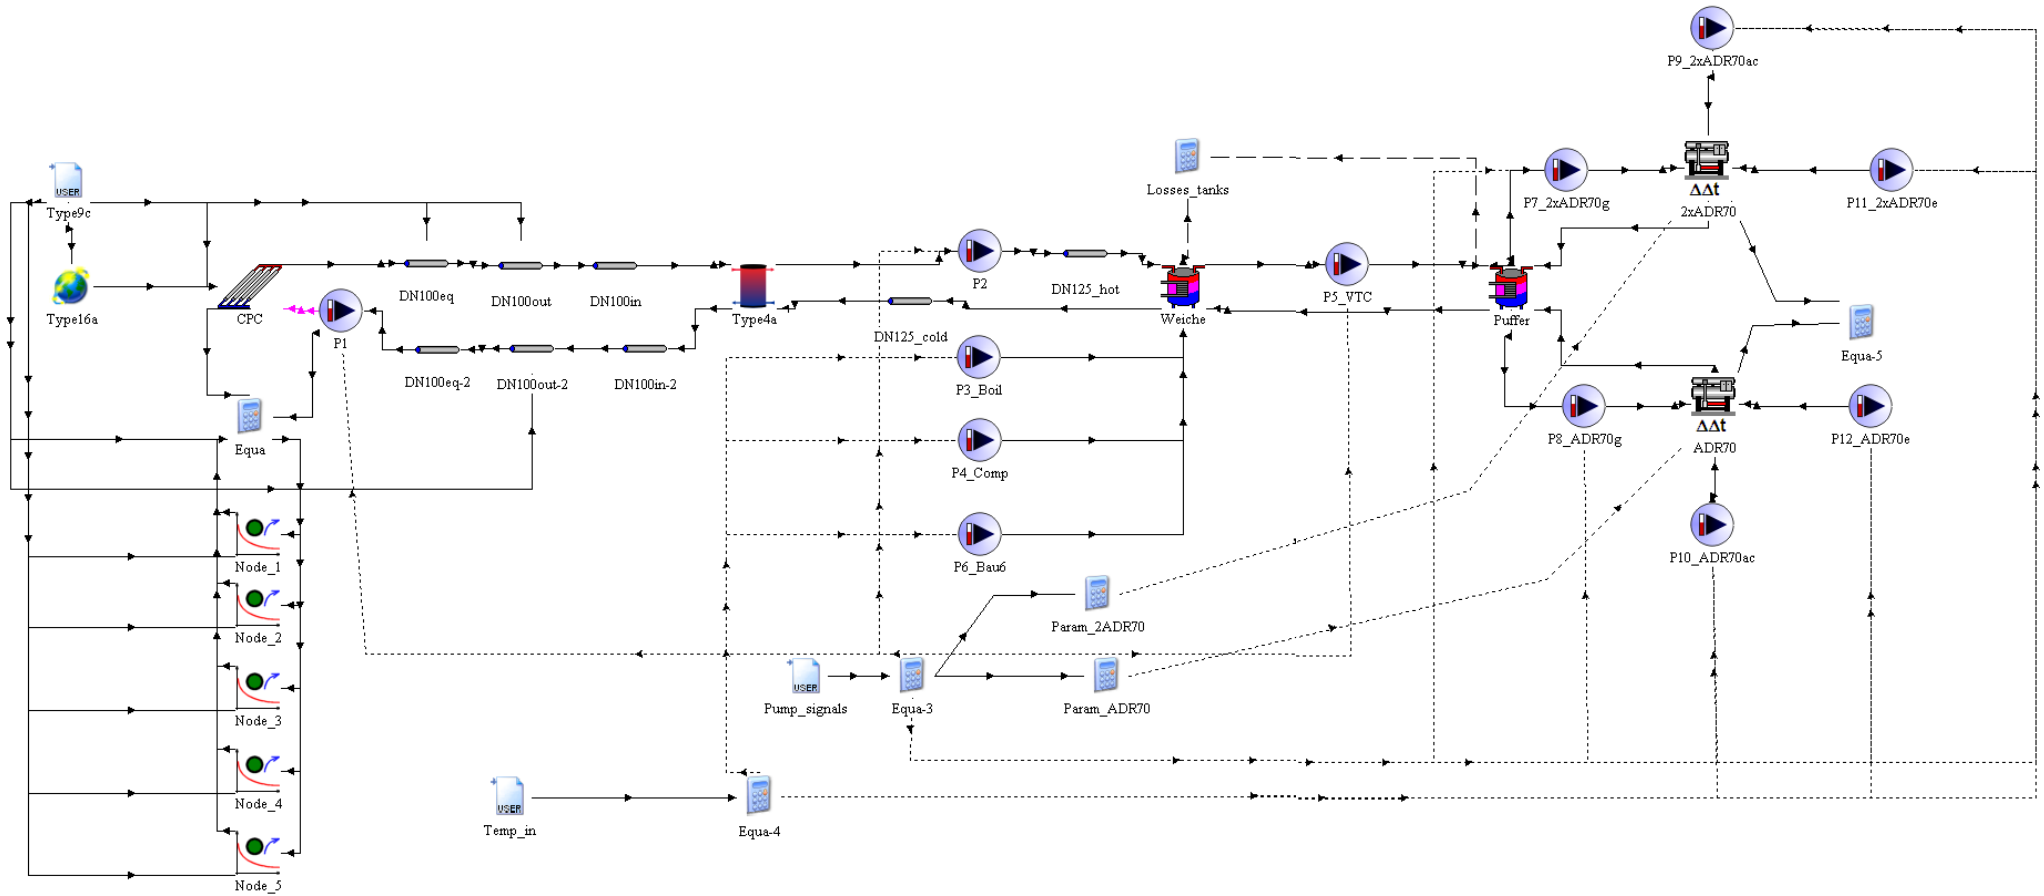 P9_2xADR70ac
USER
Type9c
Losses_tanks
P7_2xADR70g
ΔΔt
2xADR70
P11_2xADR70e
Type16a
CPC
P1
DN100eq
DN100out
DN100in
Type4a
P2
DN125_hot
Weiche
P5_VTC
Puffer
DN125_cold
Equa-5
DN100eq-2
DN100out-2
DN100in-2
P3_Boil
Equa
P4_Comp
P8_ADR70g
ΔΔt
ADR70
P12_ADR70e
Node_1
P6_Bau6
P10_ADR70ac
Node_2
Param_2ADR70
Node_3
USER
Pump_signals
Equa-3
Param_ADR70
Node_4
USER
Temp_in
Equa-4
Node_5